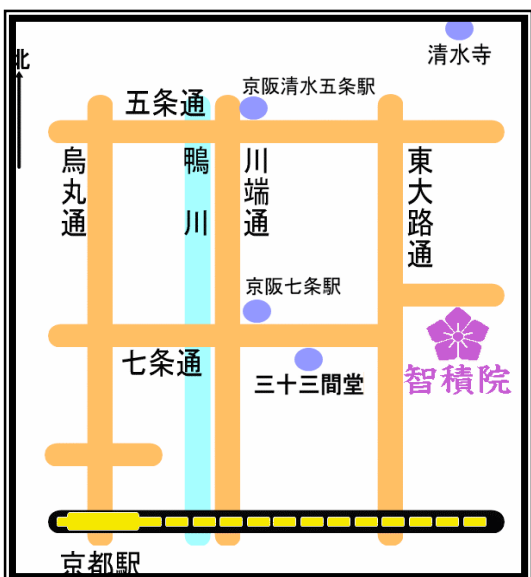 北
清水寺
京阪清水五条駅
五条通
烏丸通
鴨川
川端通
東大路通
京阪七条駅
七条通
三十三間堂
智積院
京都駅